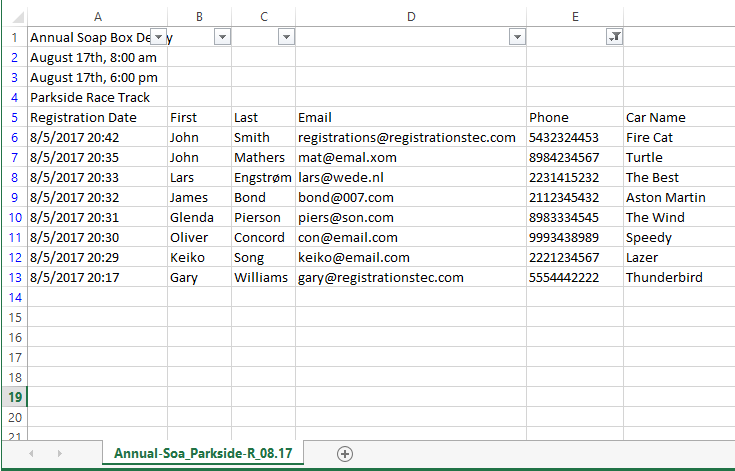 A B C D E
1 Annual Soap Box De y
2 August 17th, 8:00 am
3 August 17th, 6:00 pm
4 Parkside Race Track
5 Registration Date First Last Email Phone Car Name
6 8/5/2017 20:42 John Smith registrations@registrationstec.com 5432324453 Fire Cat
7 8/5/2017 20:35 John Mathers mat@emal.xom 8984234567 Turtle
8 8/5/2017 20:33 Lars Engstrøm lars@wede.nl 2231415232 The Best
9 8/5/2017 20:32 James Bond bond@007.com 2112345432 Aston Martin
10 8/5/2017 20:31 Glenda Pierson piers@son.com 8983334545 The Wind
11 8/5/2017 20:30 Oliver Concord con@email.com 9993438989 Speedy
12 8/5/2017 20:29 Keiko Song keiko@email.com 2221234567 Lazer
13 8/5/2017 20:17 Gary Williams gary@registrationstec.com 5554442222 Thunderbird
14
15
16
17
18
19
20
21
Annual-Soa_Parkside-R_08.17